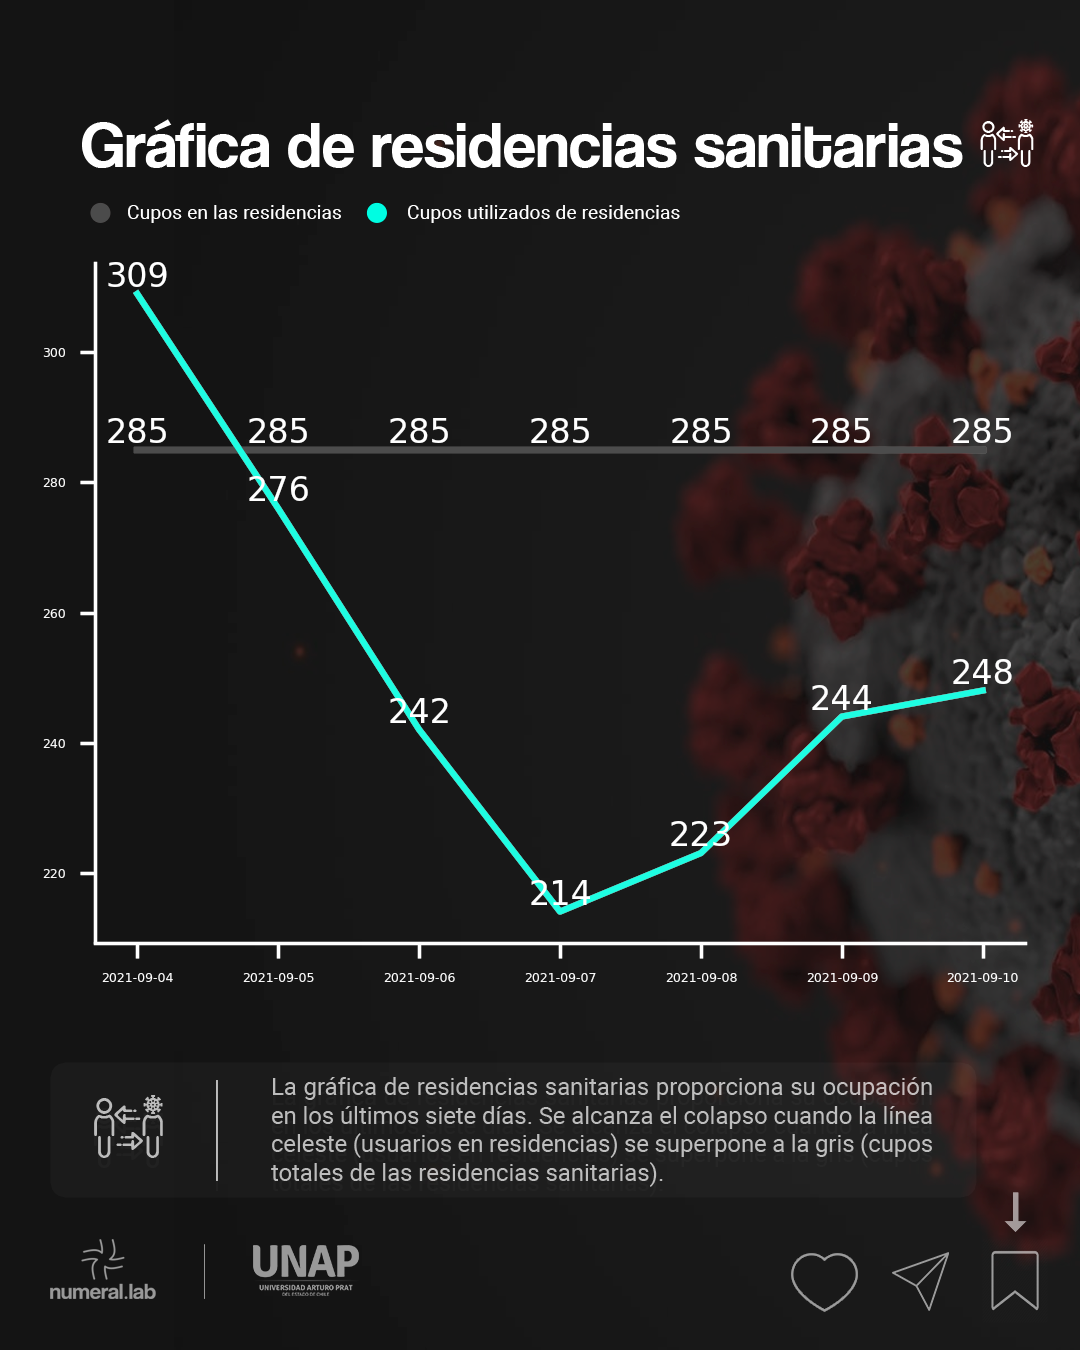 Gráfica de residencias sanitarias
Cupos en las residencias Cupos utilizados de residencias
309
300
285 285 285 285 285 285 285
280
276
260
248
244
242
240
223
220
214
2021-09-04 2021-09-05 2021-09-06 2021-09-07 2021-09-08 2021-09-09 2021-09-10
La gráfica de residencias sanitarias proporciona su ocupación
en los últimos siete días. Se alcanza el colapso cuando la línea
celeste (usuarios en residencias) se superpone a la gris (cupos
totales de las residencias sanitarias).
numeral.lab
UNAP
UNIVERSIDAD ARTURO PRAT
DEL ESTADO DE CHILE